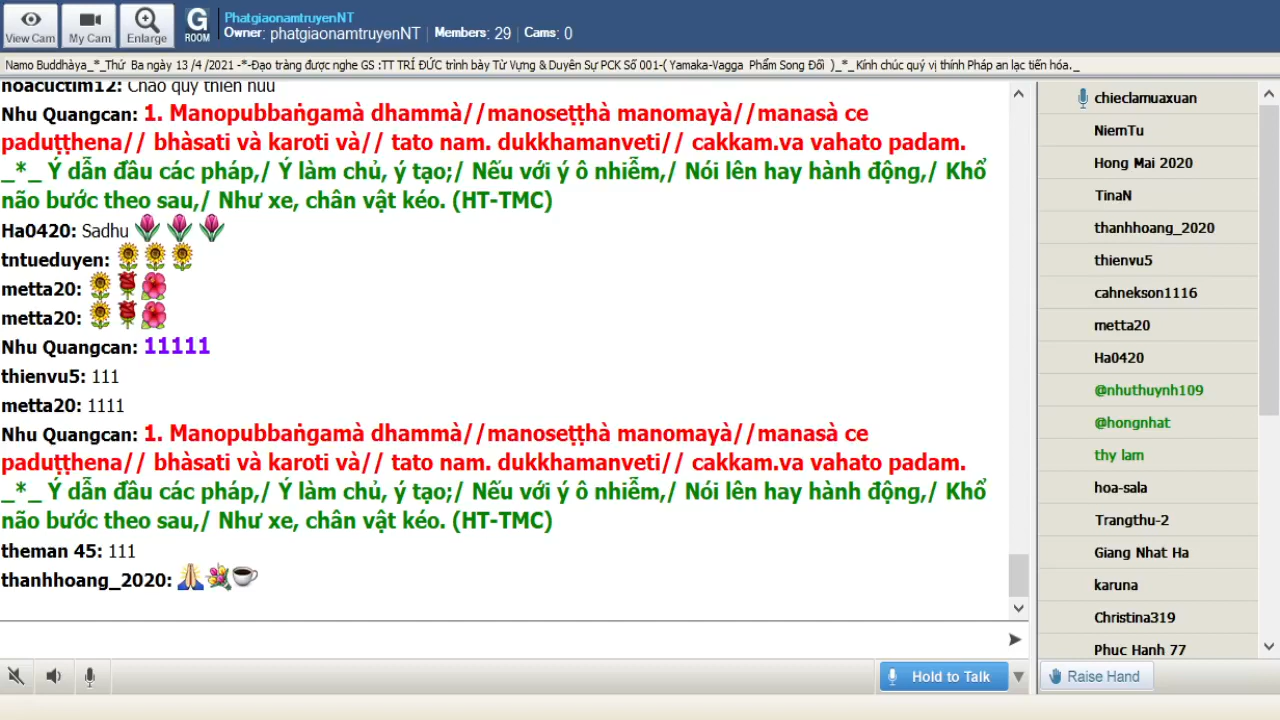 View Cam
My Cam
Enlarge
G
ROOM
PhatgiaonamtruyenNT
Owner: phatgiaonamtruyenNT | Members: 29 | Cams: 0
Namo Buddhàya_*_Thứ Ba ngày 13 /4 /2021 -*-Đạo tràng được nghe GS :TT TRÍ ĐỨC trình bày Từ Vựng & Duyên Sự PCK Số 001-( Yamaka-Vagga Phẩm Song Đối )_*_ Kính chúc quý vị thính Pháp an lạc tiến hóa._
hoacuctim12: Chào quý thiện hữu
Nhu Quangcan: 1. Manopubbaṅgamà dhammà//manoseṭṭhà manomayà//manasà ce
paduṭṭhena// bhàsati và karoti và// tato nam. dukkhamanveti// cakkam.va vahato padam.
_*_ Ý dẫn đầu các pháp,/ Ý làm chủ, ý tạo;/ Nếu với ý ô nhiễm,/ Nói lên hay hành động,/ Khổ
não bước theo sau,/ Như xe, chân vật kéo. (HT-TMC)
Ha0420: Sadhu
tntueduyen:
metta20:
metta20:
Nhu Quangcan: 11111
thienvu5: 111
metta20: 1111
Nhu Quangcan: 1. Manopubbaṅgamà dhammà//manoseṭṭhà manomayà//manasà ce
paduṭṭhena// bhàsati và karoti và// tato nam. dukkhamanveti// cakkam.va vahato padam.
_*_ Ý dẫn đầu các pháp,/ Ý làm chủ, ý tạo;/ Nếu với ý ô nhiễm,/ Nói lên hay hành động,/ Khổ
não bước theo sau,/ Như xe, chân vật kéo. (HT-TMC)
theman 45: 111
thanhhoang_2020:
Hold to Talk
chieclamuaxuan
NiemTu
Hong Mai 2020
TinaN
thanhhoang_2020
thienvu5
cahnekson1116
metta20
Ha0420
@nhuthuynh109
@hongnhat
thy lam
hoa-sala
Trangthu-2
Giang Nhat Ha
karuna
Christina319
Phuc Hanh 77
Raise Hand